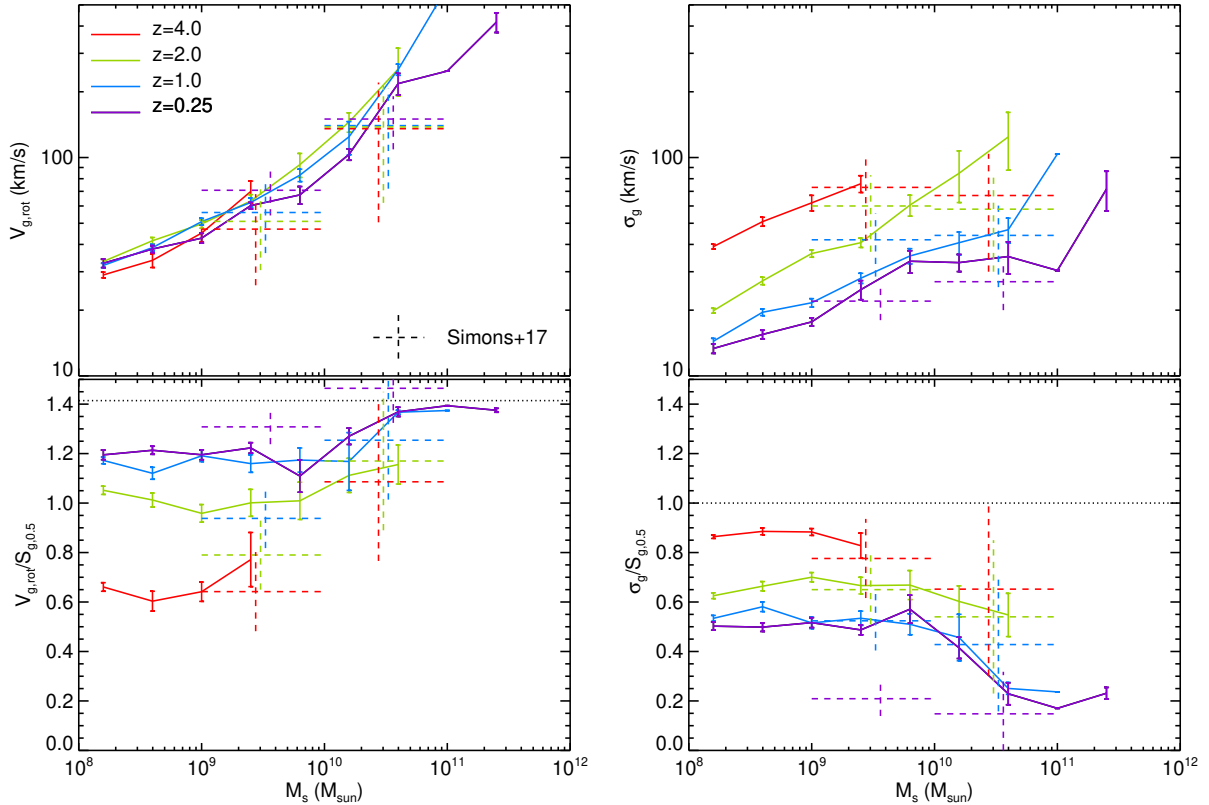 z=4.0
z=2.0
z=1.0
z=0.25
Simons+17
V_g,rot (km/s)
100
10
σ_g (km/s)
100
10
V_g,rot/S_g,0.5
1.4
1.2
1.0
0.8
0.6
0.4
0.2
0.0
10^8 10^9 10^10 10^11 10^12
M_s (M_sun)
σ_g/S_g,0.5
1.4
1.2
1.0
0.8
0.6
0.4
0.2
0.0
10^8 10^9 10^10 10^11 10^12
M_s (M_sun)